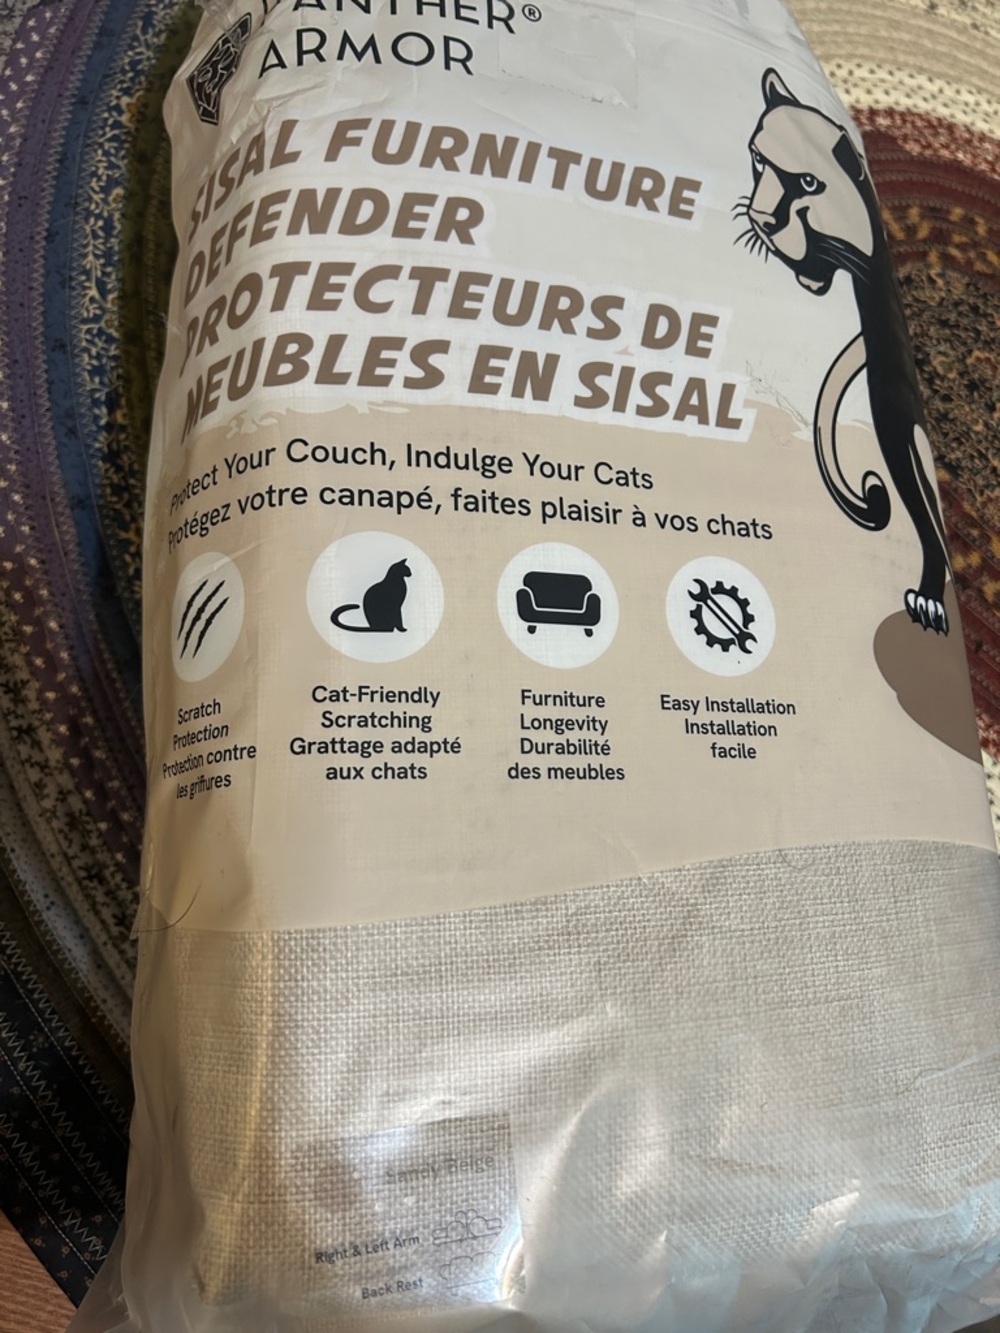 PANTHER®
ARMOR
SISAL FURNITURE
DEFENDER
PROTECTEURS DE
MEUBLES EN SISAL
Protect Your Couch, Indulge Your Cats
Protégez votre canapé, faites plaisir à vos chats
Scratch
Protection
Protection contre
les griffures
Cat-Friendly
Scratching
Grattage adapté
aux chats
Furniture
Longevity
Durabilité
des meubles
Easy Installation
Installation
facile
Sandy Beige
Right & Left Arm
Back Rest